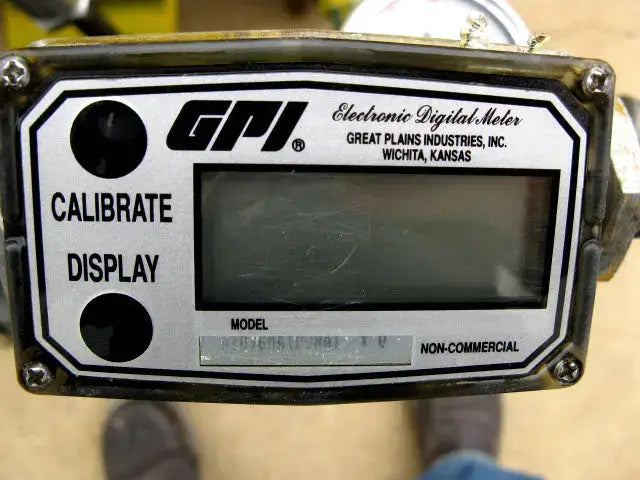 GPI®
Electronic Digital Meter
GREAT PLAINS INDUSTRIES, INC.
WICHITA, KANSAS
CALIBRATE
DISPLAY
MODEL
NON-COMMERCIAL